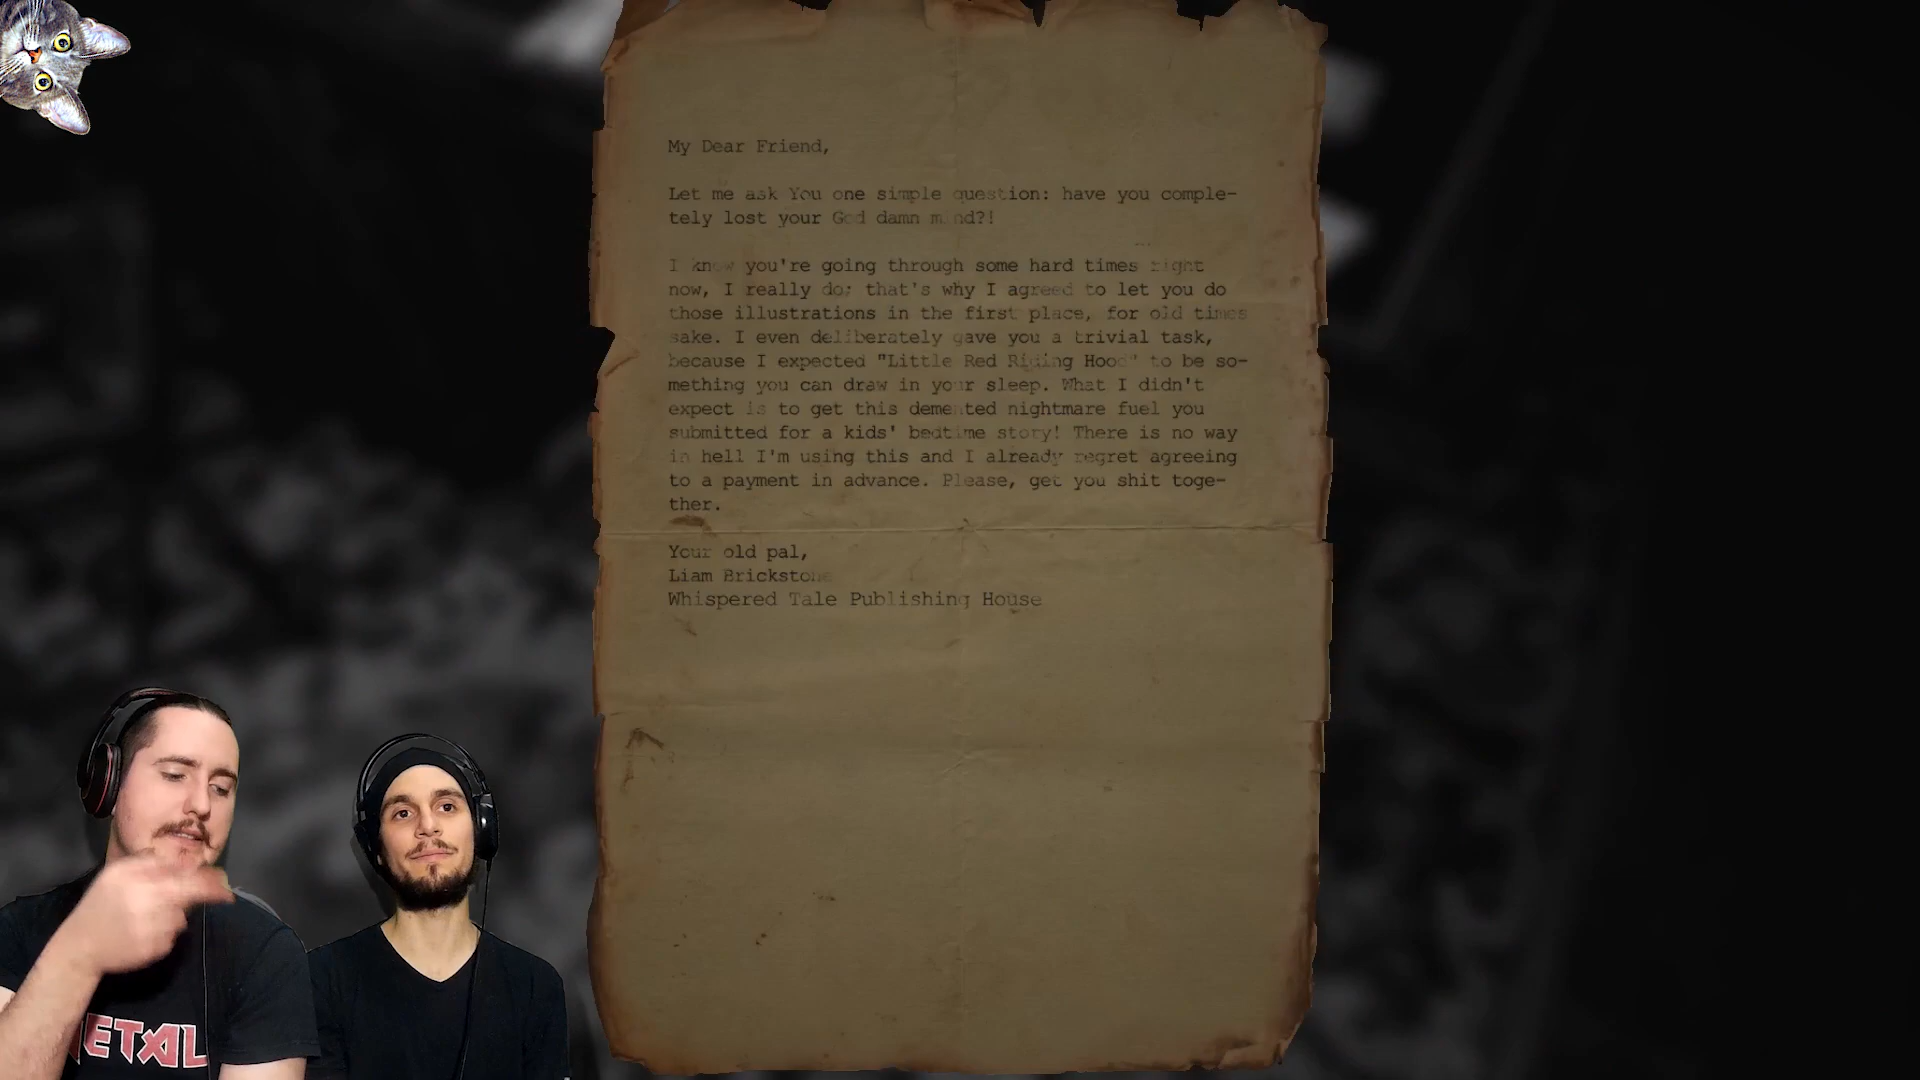 My Dear Friend,
Let me ask You one simple question: have you comple-
tely lost your God damn mind?!
I know you're going through some hard times right
now, I really do; that's why I agreed to let you do
those illustrations in the first place, for old times
sake. I even deliberately gave you a trivial task,
because I expected "Little Red Riding Hood" to be so-
mething you can draw in your sleep. What I didn't
expect is to get this demented nightmare fuel you
submitted for a kids' bedtime story! There is no way
in hell I'm using this and I already regret agreeing
to a payment in advance. Please, get you shit toge-
ther.
Your old pal,
Liam Brickstone
Whispered Tale Publishing House
METAL